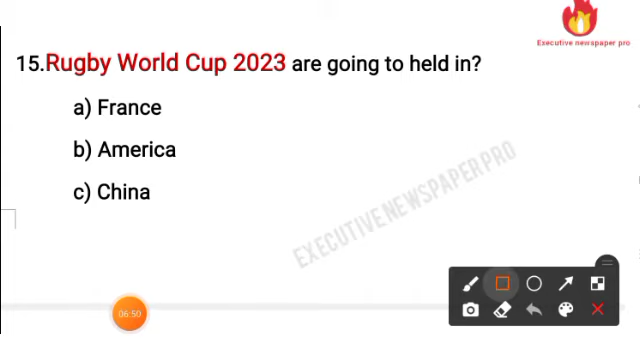 Executive newspaper pro
15.Rugby World Cup 2023 are going to held in?
a) France
b) America
c) China
EXECUTIVE NEWSPAPER PRO
06:50